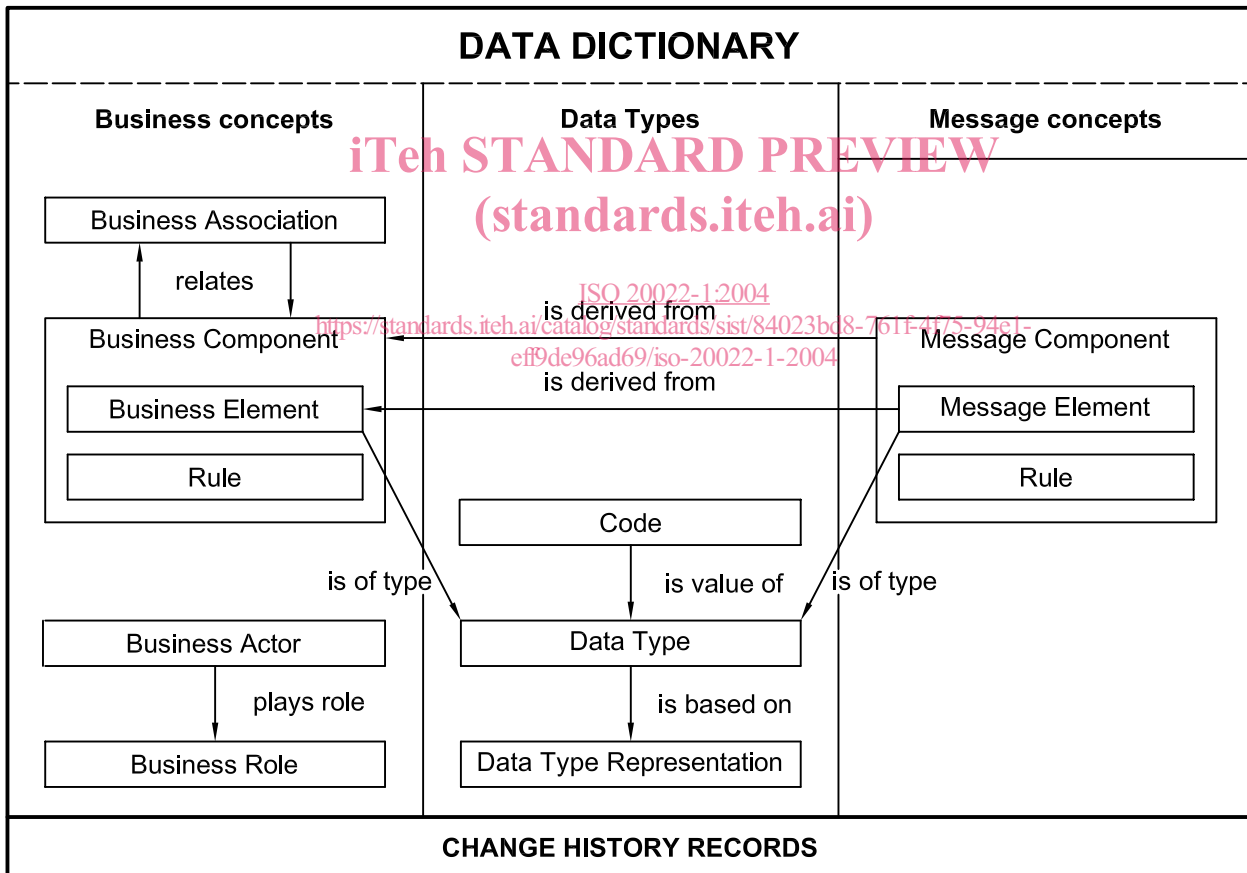 DATA DICTIONARY
Business concepts
Data Types
Message concepts
iTeh STANDARD PREVIEW
(standards.iteh.ai)
Business Association
relates
ISO 20022-1:2004
is derived from
https://standards.iteh.ai/catalog/standards/sist/84023bd8-761f-4f75-94e1-
Business Component
Message Component
eff9de96ad69/iso-20022-1-2004
is derived from
Business Element
Message Element
Rule
Rule
Code
is of type
is value of
is of type
Business Actor
Data Type
plays role
is based on
Business Role
Data Type Representation
CHANGE HISTORY RECORDS